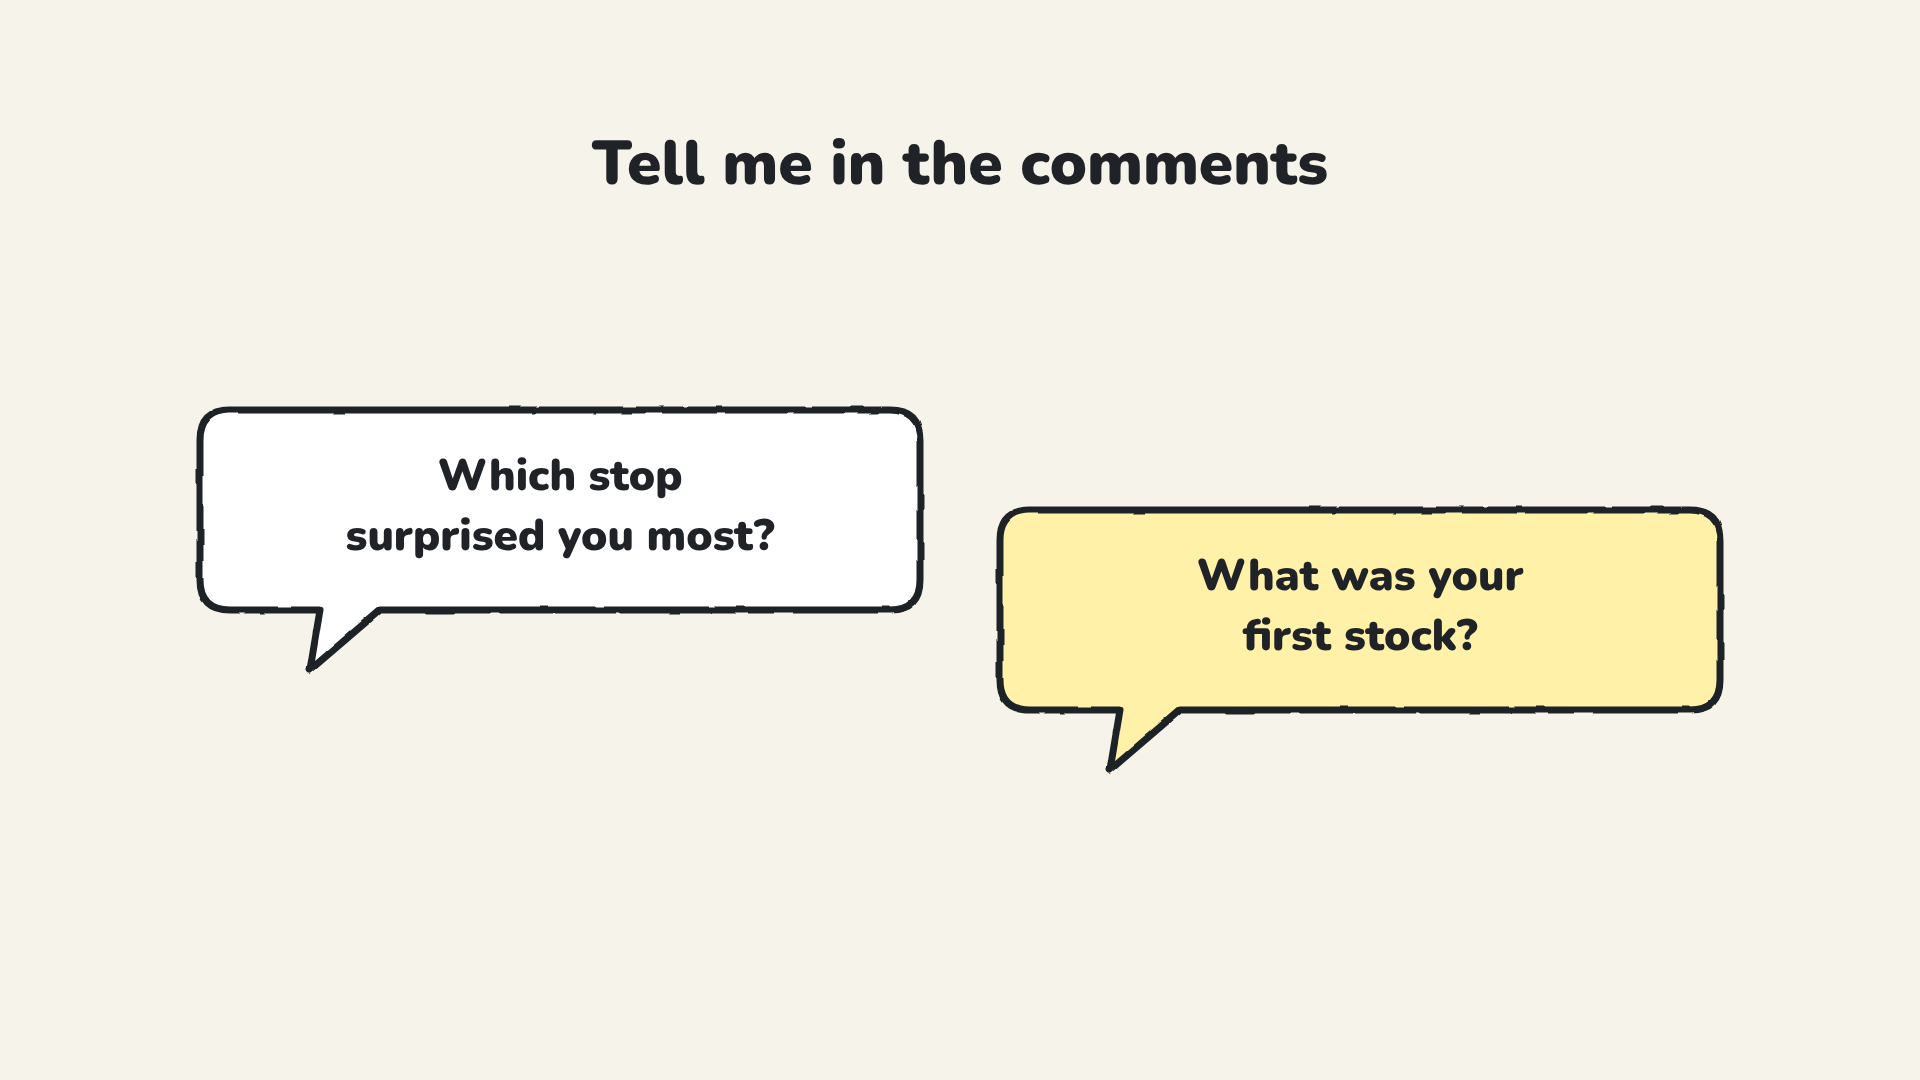 Tell me in the comments
Which stop
surprised you most?
What was your
first stock?